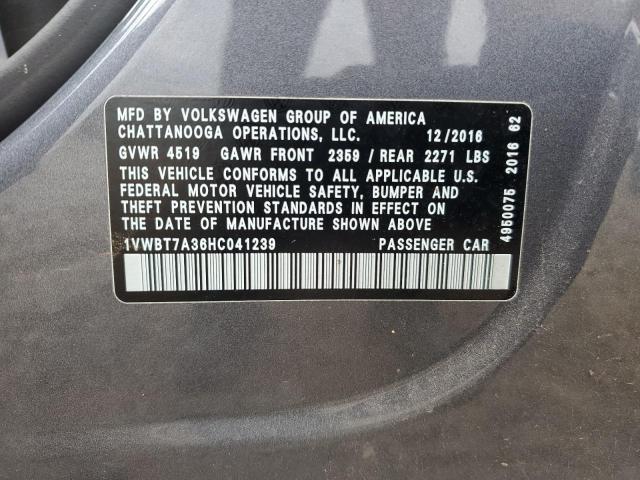 MFD BY VOLKSWAGEN GROUP OF AMERICA
CHATTANOOGA OPERATIONS, LLC. 12/2016
GVWR 4519 GAWR FRONT 2359 / REAR 2271 LBS
THIS VEHICLE CONFORMS TO ALL APPLICABLE U.S.
FEDERAL MOTOR VEHICLE SAFETY, BUMPER AND
THEFT PREVENTION STANDARDS IN EFFECT ON
THE DATE OF MANUFACTURE SHOWN ABOVE
1VWBT7A36HC041239 PASSENGER CAR
4950075 2016 62